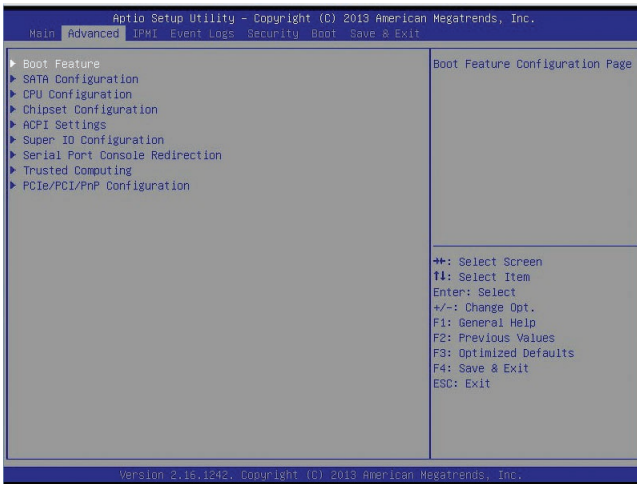 Aptio Setup Utility – Copyright (C) 2013 American Megatrends, Inc.
Main Advanced IPMI Event Logs Security Boot Save & Exit
Boot Feature
SATA Configuration
CPU Configuration
Chipset Configuration
ACPI Settings
Super IO Configuration
Serial Port Console Redirection
Trusted Computing
PCIe/PCI/PnP Configuration
Boot Feature Configuration Page
→←: Select Screen
↑↓: Select Item
Enter: Select
+/-: Change Opt.
F1: General Help
F2: Previous Values
F3: Optimized Defaults
F4: Save & Exit
ESC: Exit
Version 2.16.1242. Copyright (C) 2013 American Megatrends, Inc.